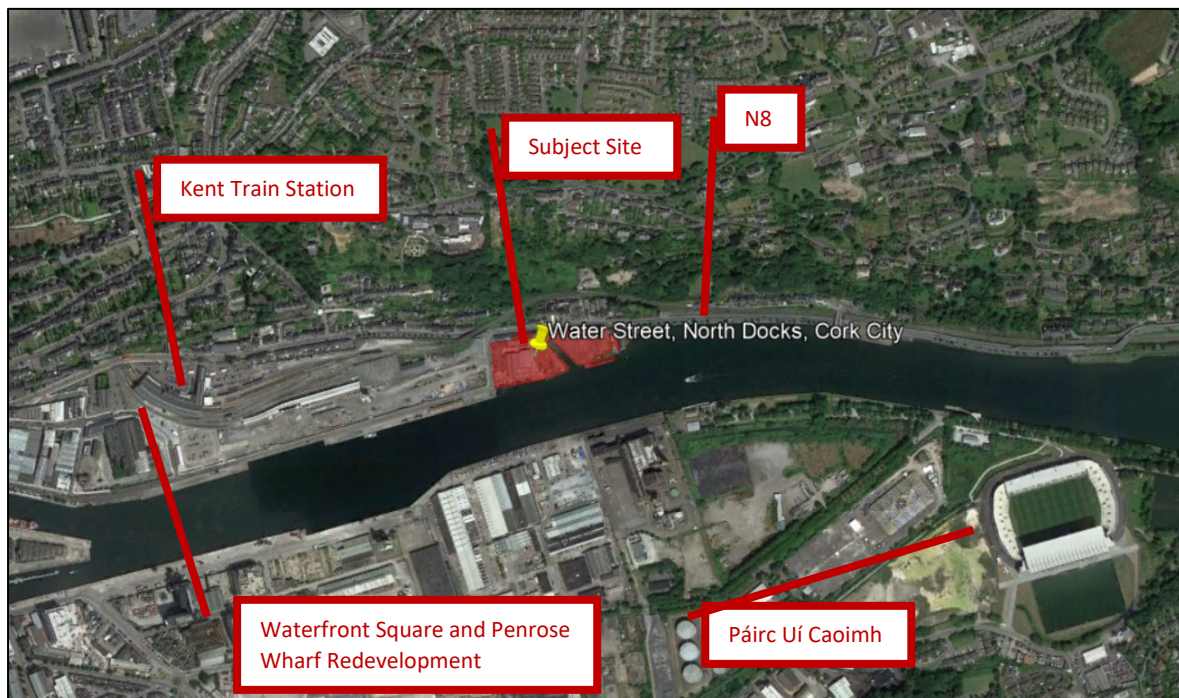 N8
Subject Site
Kent Train Station
Water Street, North Docks, Cork City
Waterfront Square and Penrose
Wharf Redevelopment
Páirc Uí Caoimh